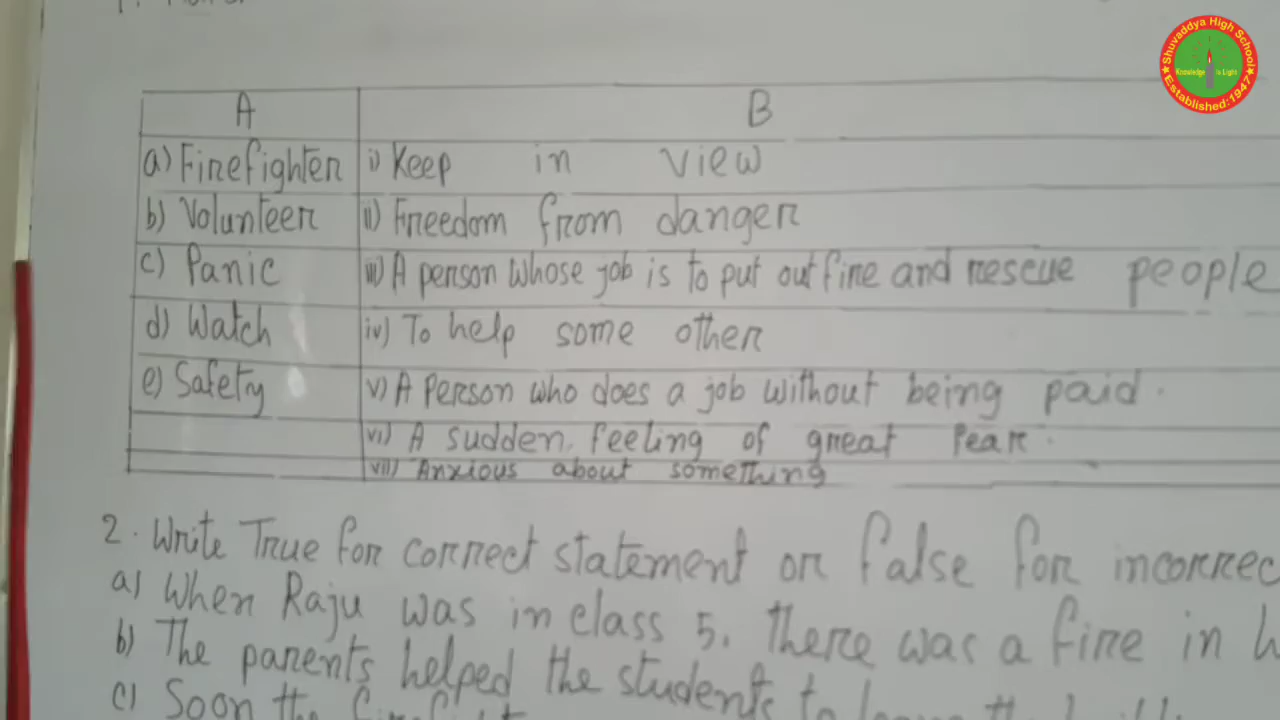 Shuvaddya High School
Knowledge is Light
Established:1947
A B
a) Firefighter i) Keep in view
b) Volunteer ii) Freedom from danger
c) Panic iii) A person whose job is to put out fire and rescue people
d) Watch iv) To help some other
e) Safety v) A Person who does a job without being paid.
vi) A sudden feeling of great fear.
vii) Anxious about something
2. Write True for correct statement or false for
a) When Raju was in class 5, there was a fire in
b) The parents helped the students to
c) Soon the